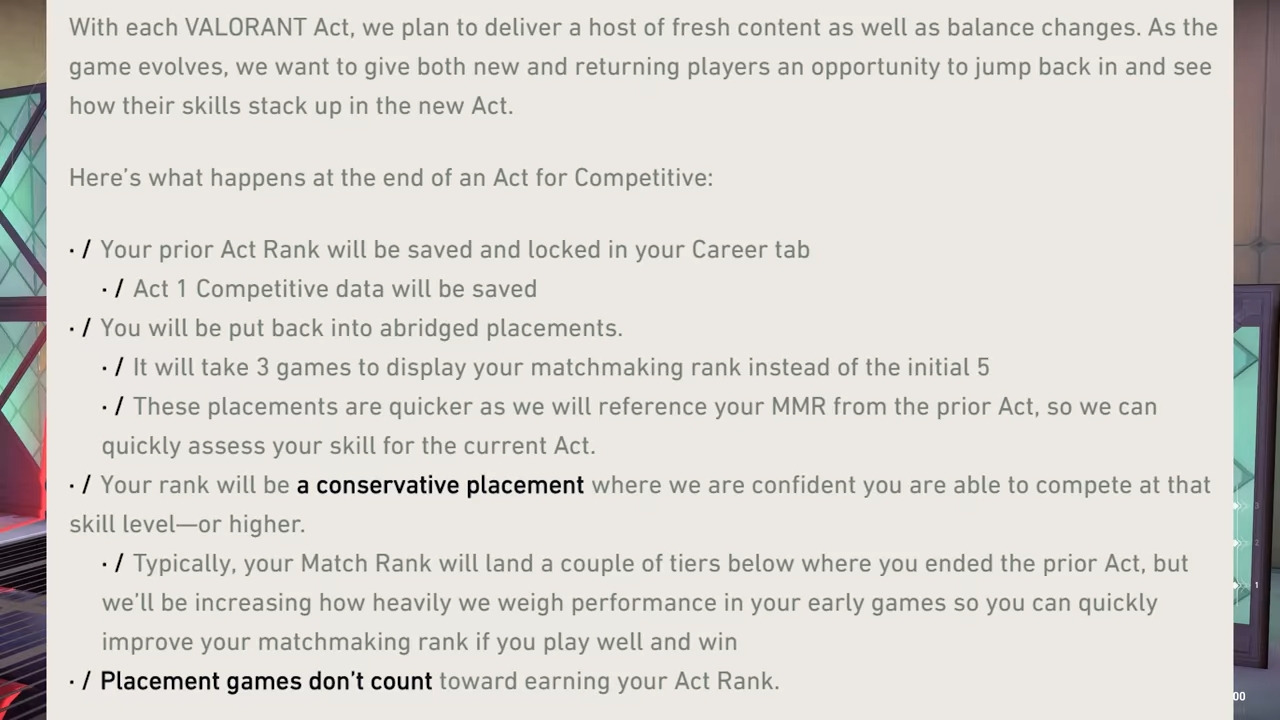 With each VALORANT Act, we plan to deliver a host of fresh content as well as balance changes. As the
game evolves, we want to give both new and returning players an opportunity to jump back in and see
how their skills stack up in the new Act.
Here's what happens at the end of an Act for Competitive:
· / Your prior Act Rank will be saved and locked in your Career tab
· / Act 1 Competitive data will be saved
· / You will be put back into abridged placements.
· / It will take 3 games to display your matchmaking rank instead of the initial 5
· / These placements are quicker as we will reference your MMR from the prior Act, so we can
quickly assess your skill for the current Act.
· / Your rank will be a conservative placement where we are confident you are able to compete at that
skill level—or higher.
· / Typically, your Match Rank will land a couple of tiers below where you ended the prior Act, but
we'll be increasing how heavily we weigh performance in your early games so you can quickly
improve your matchmaking rank if you play well and win
· / Placement games don't count toward earning your Act Rank.
3
2
1
00